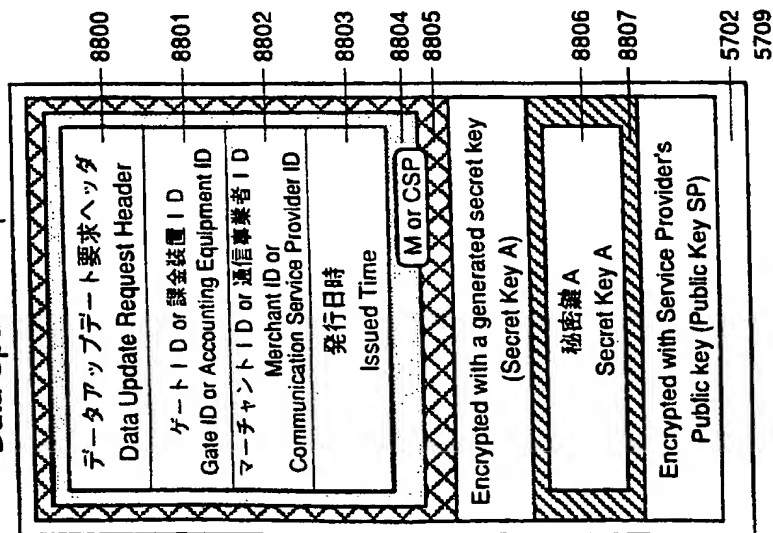 データアップデート要求ヘッダ
Data Update Request Header
8800
ゲートID or 課金装置ID
Gate ID or Accounting Equipment ID
8801
マーチャントID or 通信事業者ID
Merchant ID or
Communication Service Provider ID
8802
発行日時
Issued Time
8803
8804
M or CSP
8805
Encrypted with a generated secret key
(Secret Key A)
秘密鍵 A
Secret Key A
8806
8807
Encrypted with Service Provider's
Public key (Public Key SP)
5702
5709